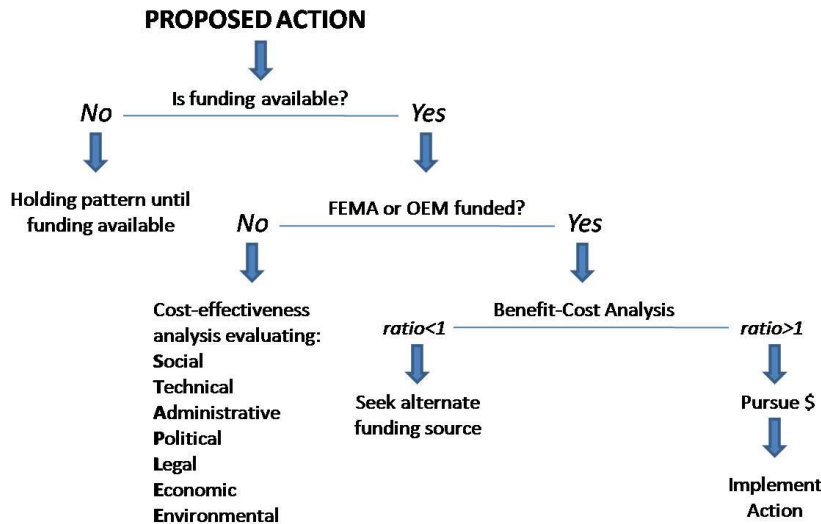 PROPOSED ACTION
Is funding available?
No
Yes
Holding pattern until
funding available
FEMA or OEM funded?
No
Yes
Cost-effectiveness
analysis evaluating:
Social
Technical
Administrative
Political
Legal
Economic
Environmental
Benefit-Cost Analysis
ratio<1
ratio>1
Seek alternate
funding source
Pursue $
Implement
Action